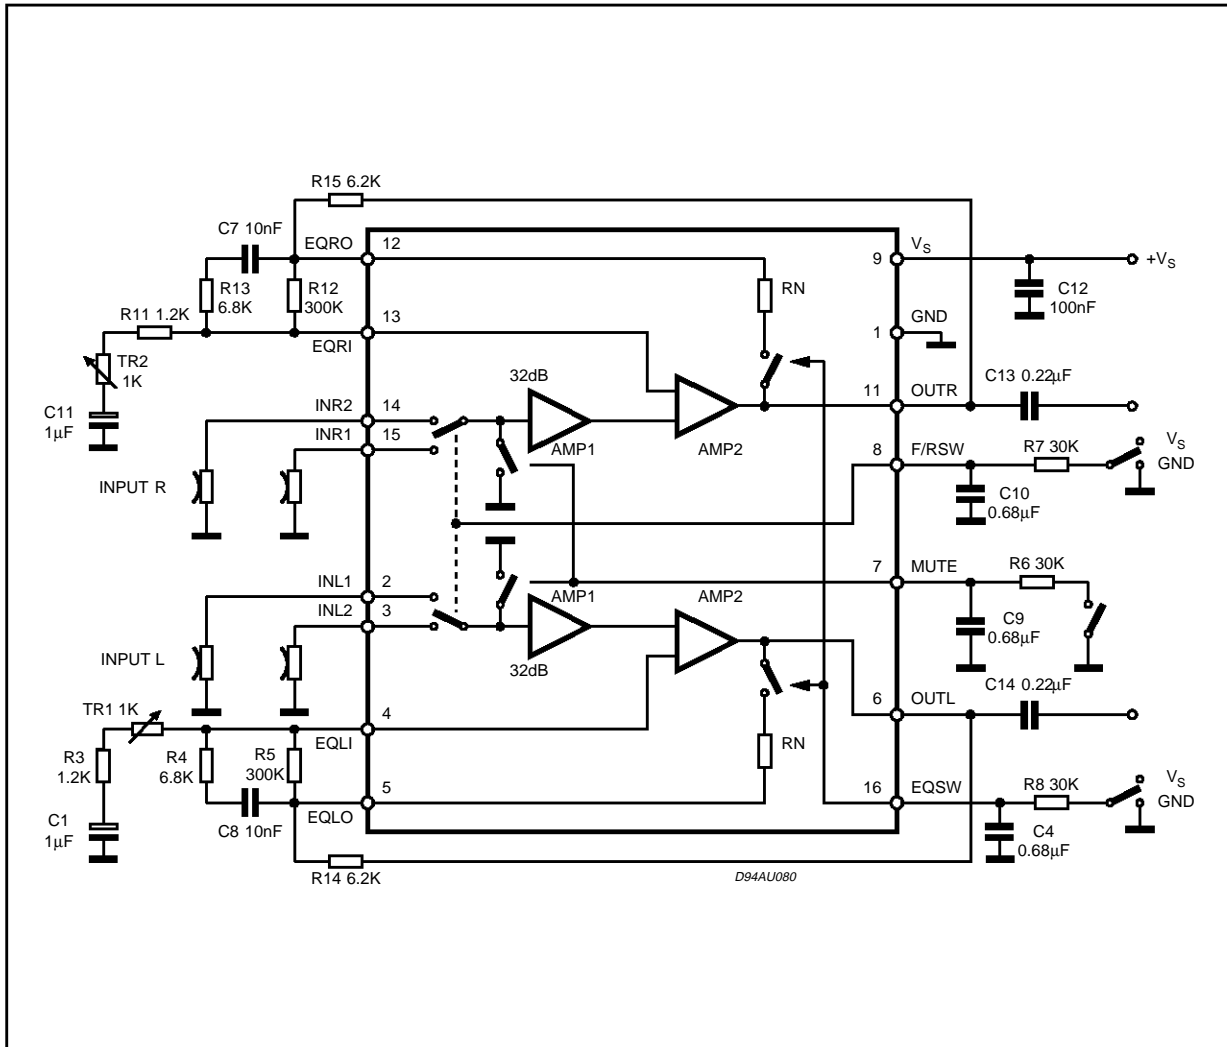 R15 6.2K
C7 10nF
EQRO
12
9
VS
+VS
R13
6.8K
R12
300K
RN
C12
100nF
R11 1.2K
13
GND
1
EQRI
TR2
1K
32dB
C13 0.22µF
11
OUTR
C11
1µF
INR2
14
INR1
15
AMP1
AMP2
8
F/RSW
R7 30K
VS
GND
INPUT R
C10
0.68µF
7
MUTE
R6 30K
INL1
2
INL2
3
AMP1
AMP2
C9
0.68µF
INPUT L
32dB
C14 0.22µF
TR1 1K
4
6
OUTL
EQLI
R3
1.2K
R4
6.8K
R5
300K
RN
5
16
EQSW
R8 30K
VS
GND
C1
1µF
C8 10nF
EQLO
C4
0.68µF
R14 6.2K
D94AU080